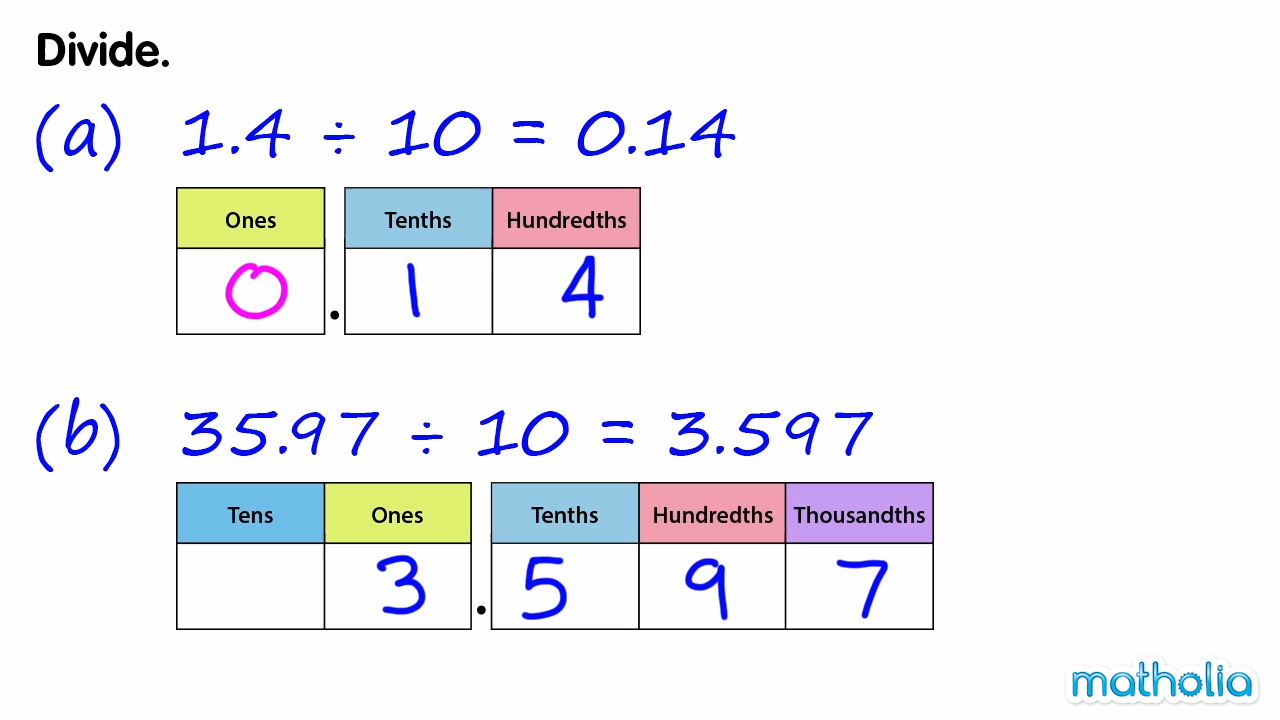 Divide.
(a) 1.4 ÷ 10 = 0.14
Ones Tenths Hundredths
0 . 1 4
(b) 35.97 ÷ 10 = 3.597
Tens Ones Tenths Hundredths Thousandths
3 . 5 9 7
matholia